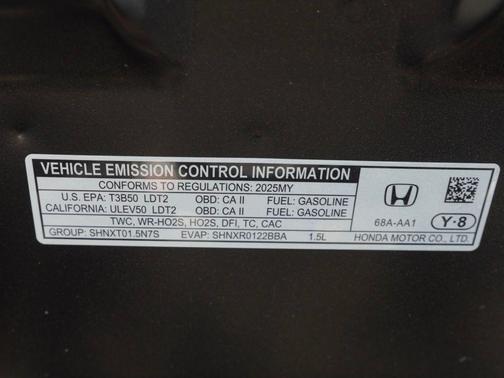 VEHICLE EMISSION CONTROL INFORMATION
CONFORMS TO REGULATIONS: 2025MY
U.S. EPA: T3B50 LDT2 OBD: CA II FUEL: GASOLINE
CALIFORNIA: ULEV50 LDT2 OBD: CA II FUEL: GASOLINE
TWC, WR-HO2S, HO2S, DFI, TC, CAC
GROUP: SHNXT01.5N7S EVAP: SHNXR0122BBA 1.5L
68A-AA1 Y-8
HONDA MOTOR CO., LTD.